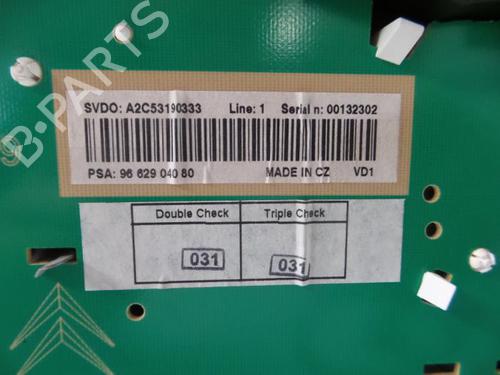 SVDO: A2C53190333 Line: 1 Serial n: 00132302
PSA: 96 629 040 80 MADE IN CZ VD1
Double Check Triple Check
031 031
B-PARTS